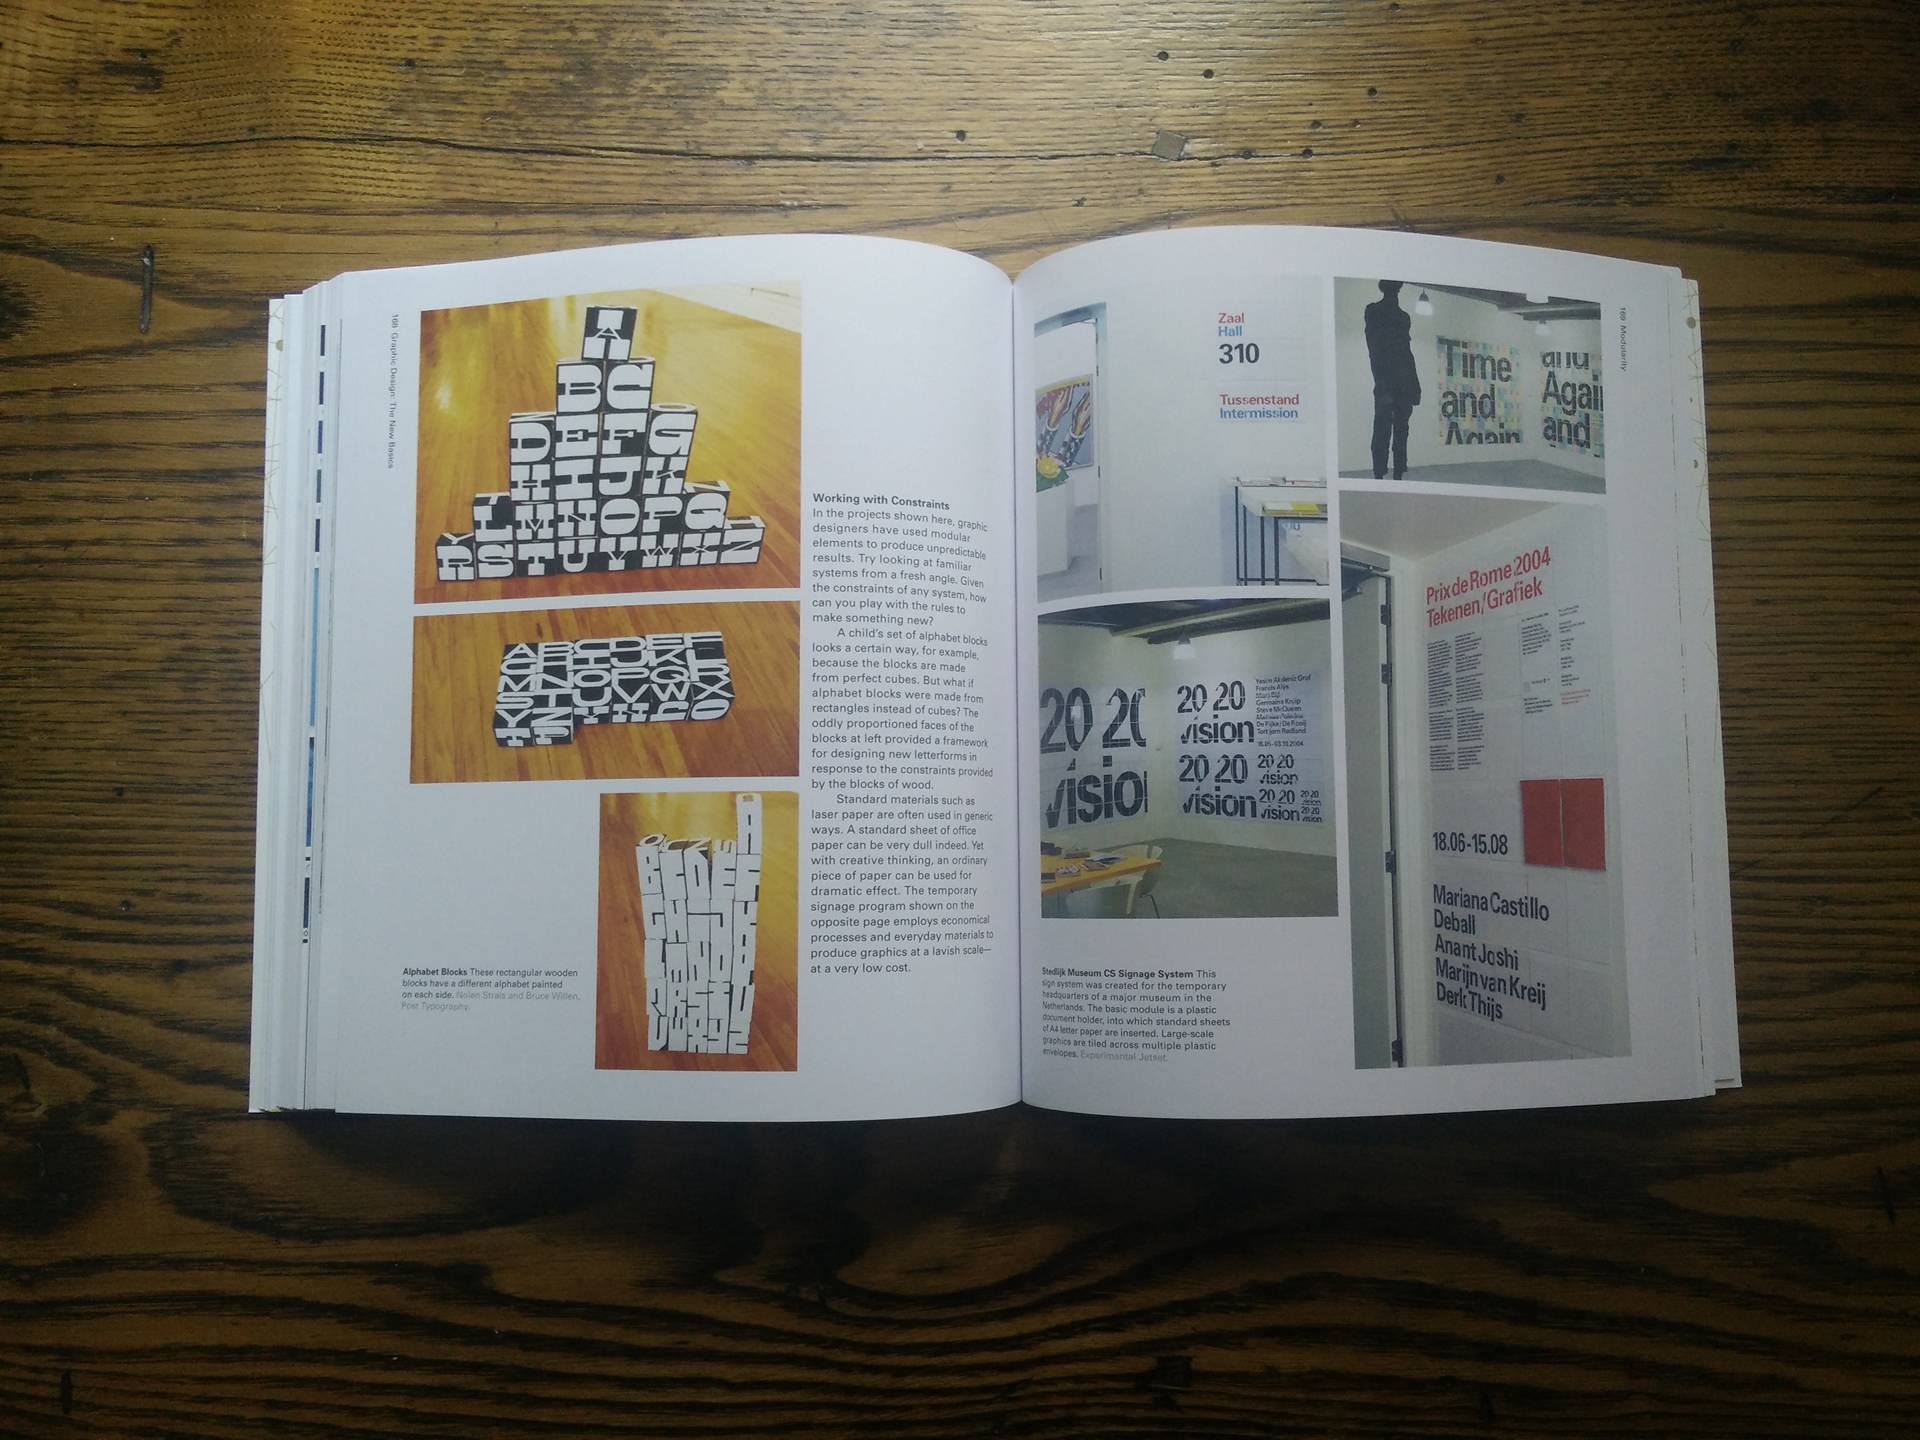 168 Graphic Design: The New Basics
A
B C
D E F G
H I J K
L M N O P Q
R S T U V W X Z
A B C D E F
G H I J K L
M N O P Q R
S T U V W X
Y Z
Working with Constraints
In the projects shown here, graphic
designers have used modular
elements to produce unpredictable
results. Try looking at familiar
systems from a fresh angle. Given
the constraints of any system, how
can you play with the rules to
make something new?
A child's set of alphabet blocks
looks a certain way, for example,
because the blocks are made
from perfect cubes. But what if
alphabet blocks were made from
rectangles instead of cubes? The
oddly proportioned faces of the
blocks at left provided a framework
for designing new letterforms in
response to the constraints provided
by the blocks of wood.
Standard materials such as
laser paper are often used in generic
ways. A standard sheet of office
paper can be very dull indeed. Yet
with creative thinking, an ordinary
piece of paper can be used for
dramatic effect. The temporary
signage program shown on the
opposite page employs economical
processes and everyday materials to
produce graphics at a lavish scale—
at a very low cost.
Alphabet Blocks These rectangular wooden
blocks have a different alphabet painted
on each side. Nolen Strals and Bruce Willen,
Post Typography.
169 Modularity
Zaal
Hall
310
Tussenstand
Intermission
Time
and
Again
and
Again
and
20 20
vision
20 20
vision
Yesim Akdeniz Graf
Francis Alÿs
Germaine Kruip
Steve McQueen
De Rijke/De Rooij
Torbjørn Rødland
20 20
vision
20 20
vision
20 20
vision
20 20
vision
20 20
vision
Prix de Rome 2004
Tekenen/Grafiek
18.06-15.08
Mariana Castillo
Deball
Anant Joshi
Marijn van Kreij
Derk Thijs
Stedlijk Museum CS Signage System This
sign system was created for the temporary
headquarters of a major museum in the
Netherlands. The basic module is a plastic
document holder, into which standard sheets
of A4 letter paper are inserted. Large-scale
graphics are tiled across multiple plastic
envelopes. Experimental Jetset.